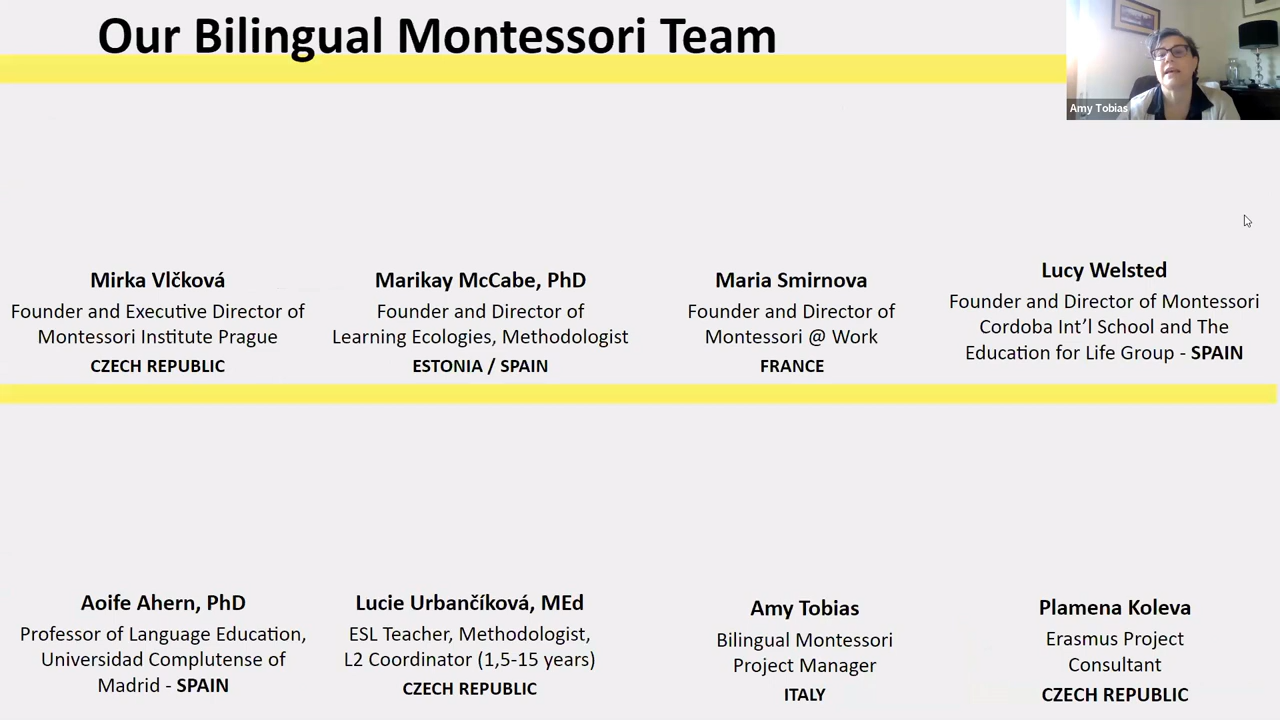 Our Bilingual Montessori Team
Amy Tobias
Mirka Vlčková
Founder and Executive Director of
Montessori Institute Prague
CZECH REPUBLIC
Marikay McCabe, PhD
Founder and Director of
Learning Ecologies, Methodologist
ESTONIA / SPAIN
Maria Smirnova
Founder and Director of
Montessori @ Work
FRANCE
Lucy Welsted
Founder and Director of Montessori
Cordoba Int’l School and The
Education for Life Group - SPAIN
Aoife Ahern, PhD
Professor of Language Education,
Universidad Complutense of
Madrid - SPAIN
Lucie Urbančíková, MEd
ESL Teacher, Methodologist,
L2 Coordinator (1,5-15 years)
CZECH REPUBLIC
Amy Tobias
Bilingual Montessori
Project Manager
ITALY
Plamena Koleva
Erasmus Project
Consultant
CZECH REPUBLIC